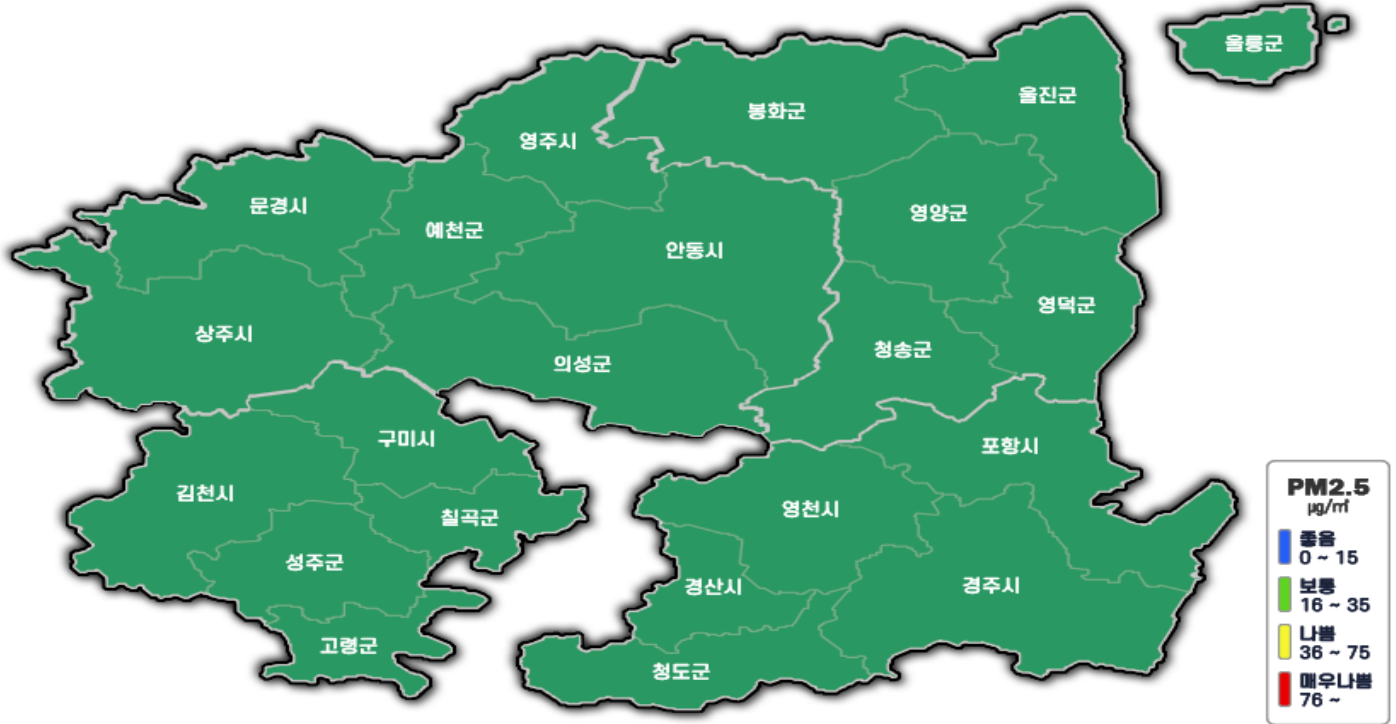 울릉군
울진군
봉화군
영주시
문경시
영양군
예천군
안동시
영덕군
상주시
청송군
의성군
구미시
포항시
김천시
영천시
칠곡군
성주군
경산시
경주시
고령군
청도군
PM2.5
㎍/㎥
좋음
0 ~ 15
보통
16 ~ 35
나쁨
36 ~ 75
매우나쁨
76 ~